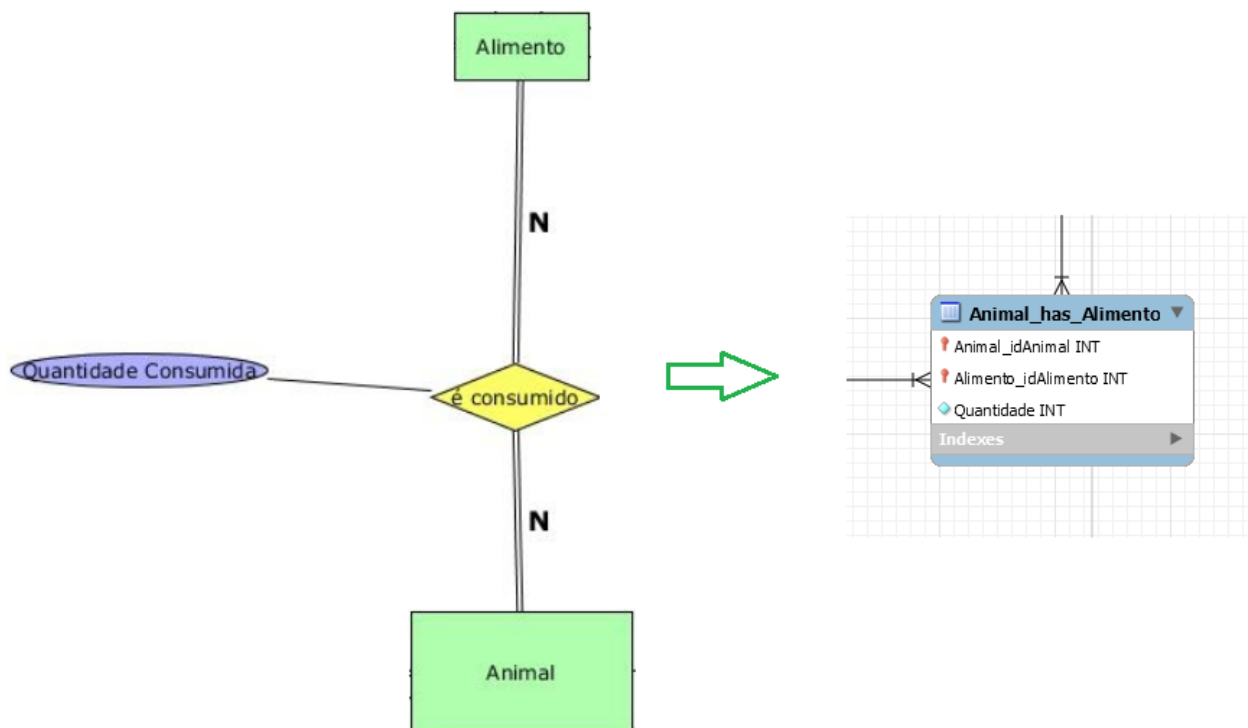 Alimento
N
Quantidade Consumida
é consumido
N
Animal
Animal_has_Alimento
Animal_idAnimal INT
Alimento_idAlimento INT
Quantidade INT
Indexes